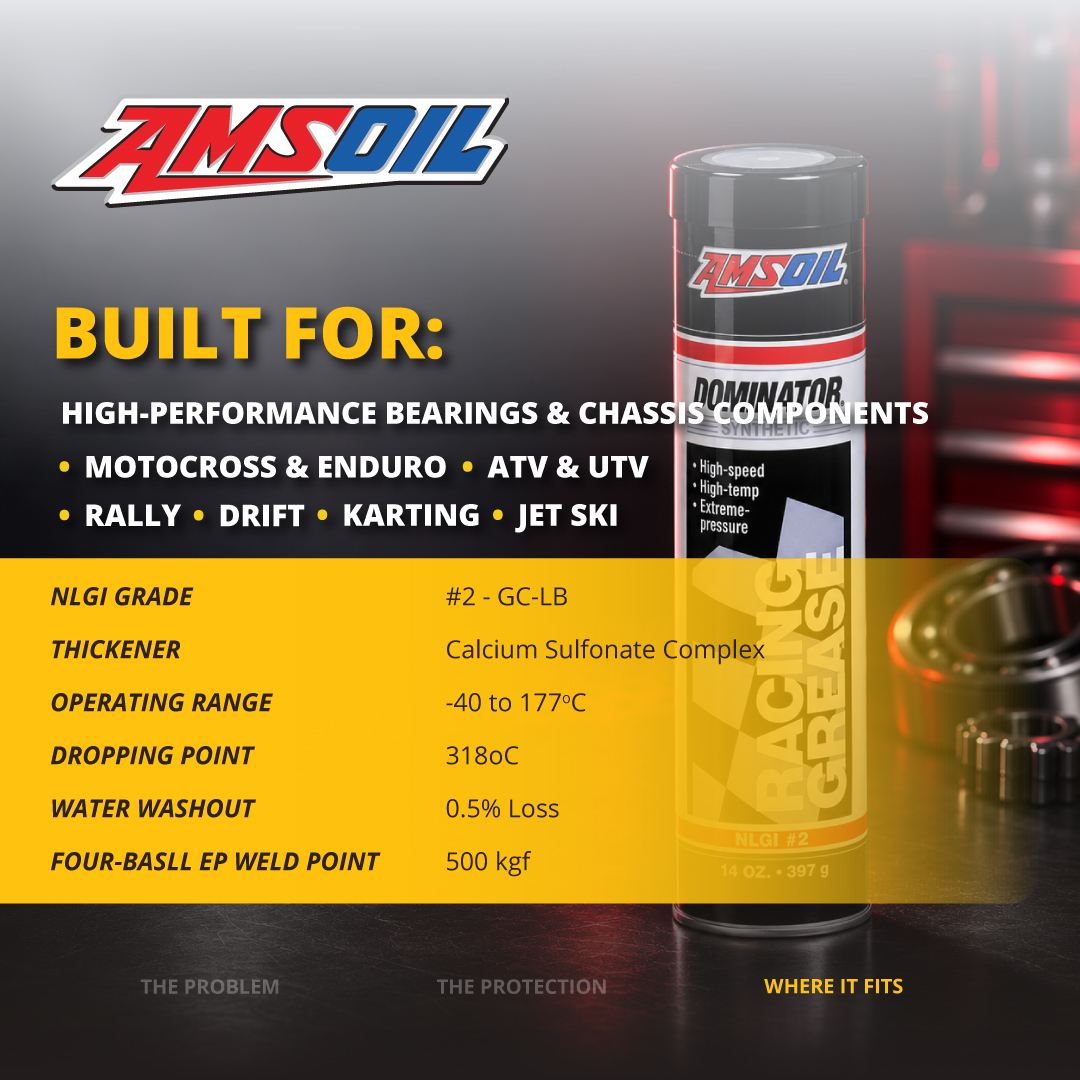 AMSOIL
BUILT FOR:
HIGH-PERFORMANCE BEARINGS & CHASSIS COMPONENTS
• MOTOCROSS & ENDURO • ATV & UTV
• RALLY • DRIFT • KARTING • JET SKI
NLGI GRADE #2 - GC-LB
THICKENER Calcium Sulfonate Complex
OPERATING RANGE -40 to 177ºC
DROPPING POINT 318oC
WATER WASHOUT 0.5% Loss
FOUR-BASLL EP WELD POINT 500 kgf
AMSOIL
DOMINATOR
SYNTHETIC
• High-speed
• High-temp
• Extreme-
pressure
RACING
GREASE
NLGI #2
14 OZ. • 397 g
THE PROBLEM THE PROTECTION WHERE IT FITS